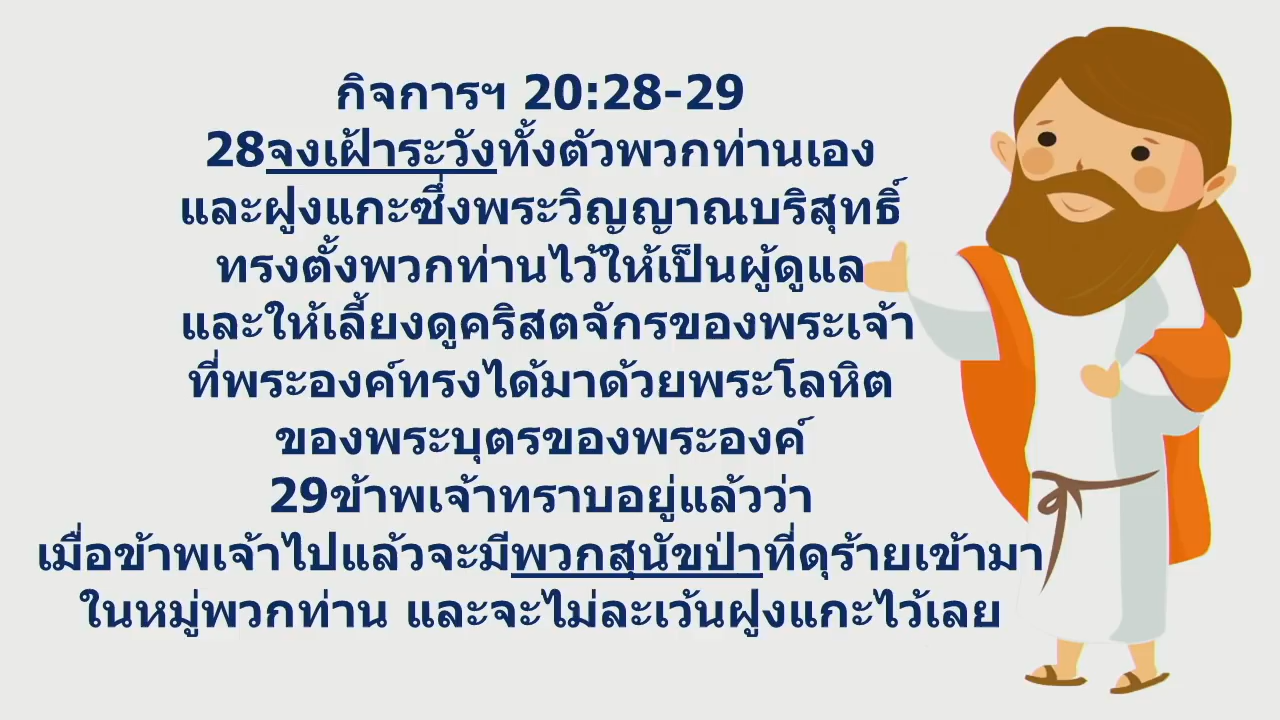 กิจการฯ 20:28-29
28จงเฝ้าระวังทั้งตัวพวกท่านเอง
และฝูงแกะซึ่งพระวิญญาณบริสุทธิ์
ทรงตั้งพวกท่านไว้ให้เป็นผู้ดูแล
และให้เลี้ยงดูคริสตจักรของพระเจ้า
ที่พระองค์ทรงได้มาด้วยพระโลหิต
ของพระบุตรของพระองค์
29ข้าพเจ้าทราบอยู่แล้วว่า
เมื่อข้าพเจ้าไปแล้วจะมีพวกสุนัขป่าที่ดุร้ายเข้ามา
ในหมู่พวกท่าน และจะไม่ละเว้นฝูงแกะไว้เลย